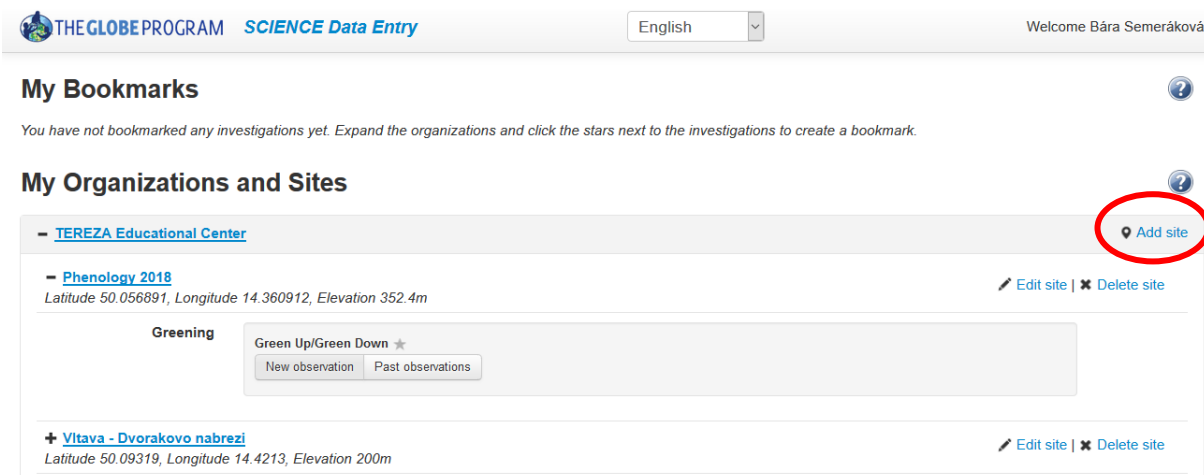 THE GLOBE PROGRAM SCIENCE Data Entry English Welcome Bára Semeráková
My Bookmarks ?
You have not bookmarked any investigations yet. Expand the organizations and click the stars next to the investigations to create a bookmark.
My Organizations and Sites ?
TEREZA Educational Center Add site
Phenology 2018 Edit site | Delete site
Latitude 50.056891, Longitude 14.360912, Elevation 352.4m
Greening
Green Up/Green Down
New observation Past observations
Vltava - Dvorakovo nabrezi Edit site | Delete site
Latitude 50.09319, Longitude 14.4213, Elevation 200m